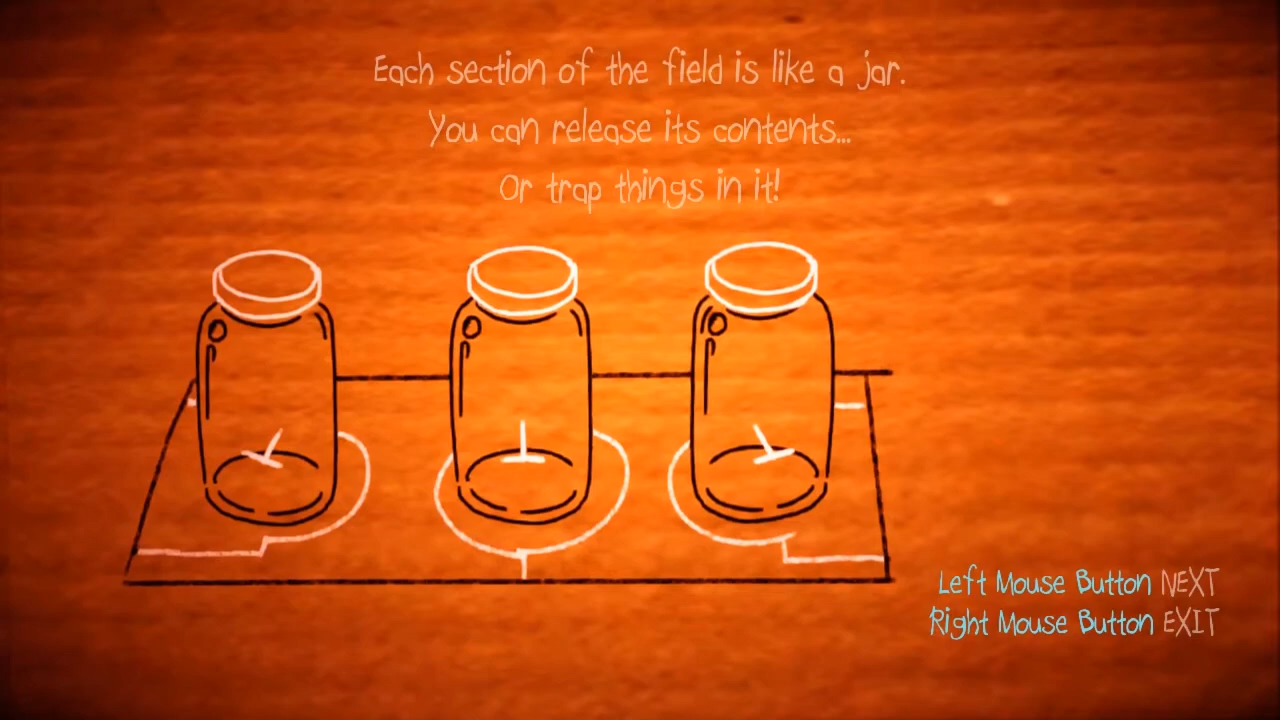 Each section of the field is like a jar.
You can release its contents...
Or trap things in it!
Left Mouse Button NEXT
Right Mouse Button EXIT